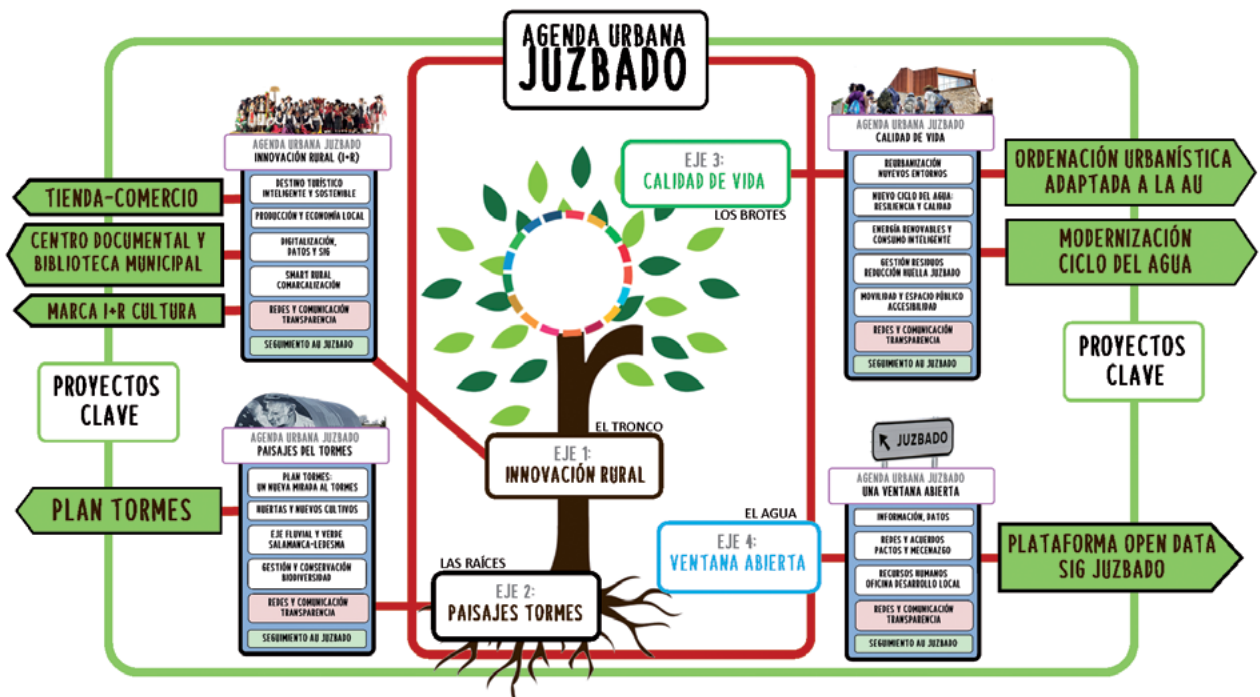 AGENDA URBANA
JUZBADO
AGENDA URBANA JUZBADO
INNOVACIÓN RURAL (I+R)
DESTINO TURÍSTICO
INTELIGENTE Y SOSTENIBLE
PRODUCCIÓN Y ECONOMÍA LOCAL
DIGITALIZACIÓN,
DATOS Y SIG
SMART RURAL
COMARCALIZACIÓN
REDES Y COMUNICACIÓN
TRANSPARENCIA
SEGUIMIENTO AU JUZBADO
TIENDA-COMERCIO
CENTRO DOCUMENTAL Y
BIBLIOTECA MUNICIPAL
MARCA I+R CULTURA
PROYECTOS
CLAVE
AGENDA URBANA JUZBADO
PAISAJES DEL TORMES
PLAN TORMES:
UN NUEVA MIRADA AL TORMES
HUERTAS Y NUEVOS CULTIVOS
EJE FLUVIAL Y VERDE
SALAMANCA-LEDESMA
GESTIÓN Y CONSERVACIÓN
BIODIVERSIDAD
REDES Y COMUNICACIÓN
TRANSPARENCIA
SEGUIMIENTO AU JUZBADO
PLAN TORMES
EJE 3:
CALIDAD DE VIDA
LOS BROTES
EL TRONCO
EJE 1:
INNOVACIÓN RURAL
EL AGUA
EJE 4:
VENTANA ABIERTA
LAS RAÍCES
EJE 2:
PAISAJES TORMES
AGENDA URBANA JUZBADO
CALIDAD DE VIDA
REURBANIZACIÓN
NUYEVOS ENTORNOS
NUEVO CICLO DEL AGUA:
RESILIENCIA Y CALIDAD
ENERGÍA RENOVABLES Y
CONSUMO INTELIGENTE
GESTIÓN RESIDUOS
REDUCCIÓN HUELLA JUZBADO
MOVILIDAD Y ESPACIO PÚBLICO
ACCESIBILIDAD
REDES Y COMUNICACIÓN
TRANSPARENCIA
SEGUIMIENTO AU JUZBADO
ORDENACIÓN URBANÍSTICA
ADAPTADA A LA AU
MODERNIZACIÓN
CICLO DEL AGUA
PROYECTOS
CLAVE
JUZBADO
AGENDA URBANA JUZBADO
UNA VENTANA ABIERTA
INFORMACIÓN, DATOS
REDES Y ACUERDOS
PACTOS Y MECENAZGO
RECURSOS HUMANOS
OFICINA DESARROLLO LOCAL
REDES Y COMUNICACIÓN
TRANSPARENCIA
SEGUIMIENTO AU JUZBADO
PLATAFORMA OPEN DATA
SIG JUZBADO